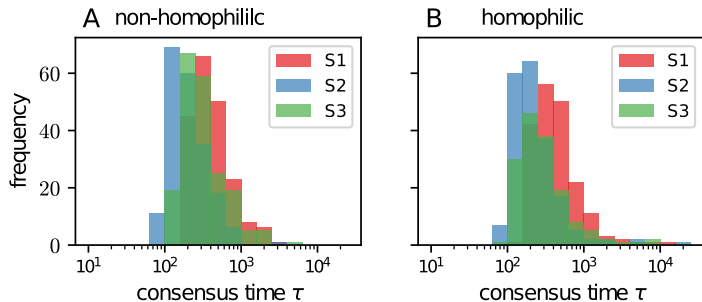 A non-homophililc
B homophilic
frequency
60
40
20
0
S1
S2
S3
S1
S2
S3
10¹ 10² 10³ 10⁴
10¹ 10² 10³ 10⁴
consensus time τ
consensus time τ